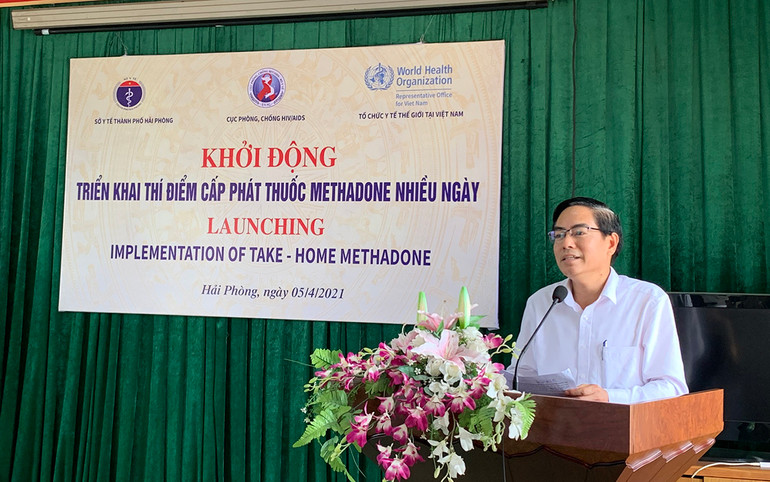 World Health
Organization
Representative Office
for Viet Nam
SỞ Y TẾ THÀNH PHỐ HẢI PHÒNG
CỤC PHÒNG, CHỐNG HIV/AIDS
TỔ CHỨC Y TẾ THẾ GIỚI TẠI VIỆT NAM
KHỞI ĐỘNG
TRIỂN KHAI THÍ ĐIỂM CẤP PHÁT THUỐC METHADONE NHIỀU NGÀY
LAUNCHING
IMPLEMENTATION OF TAKE - HOME METHADONE
Hải Phòng, ngày 05/4/2021